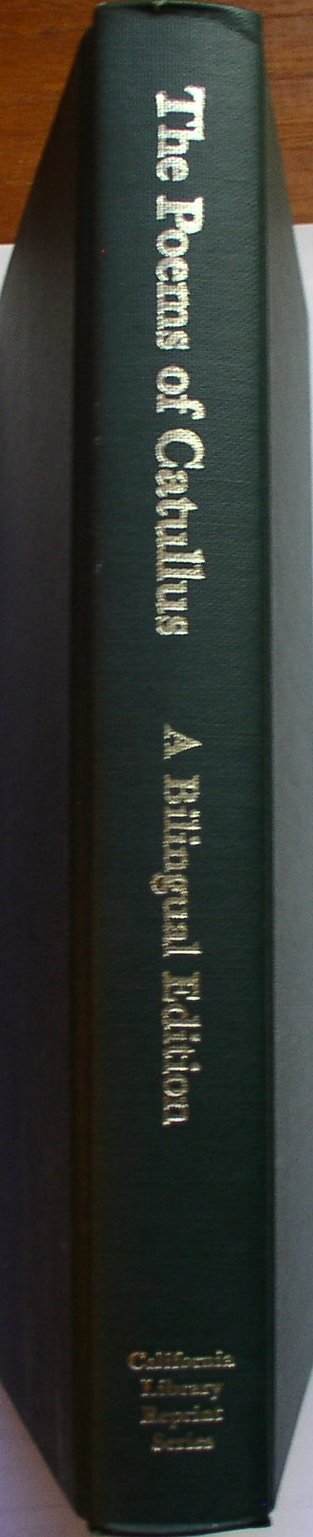 The Poems of Catullus A Bilingual Edition
California
Library
Reprint
Series